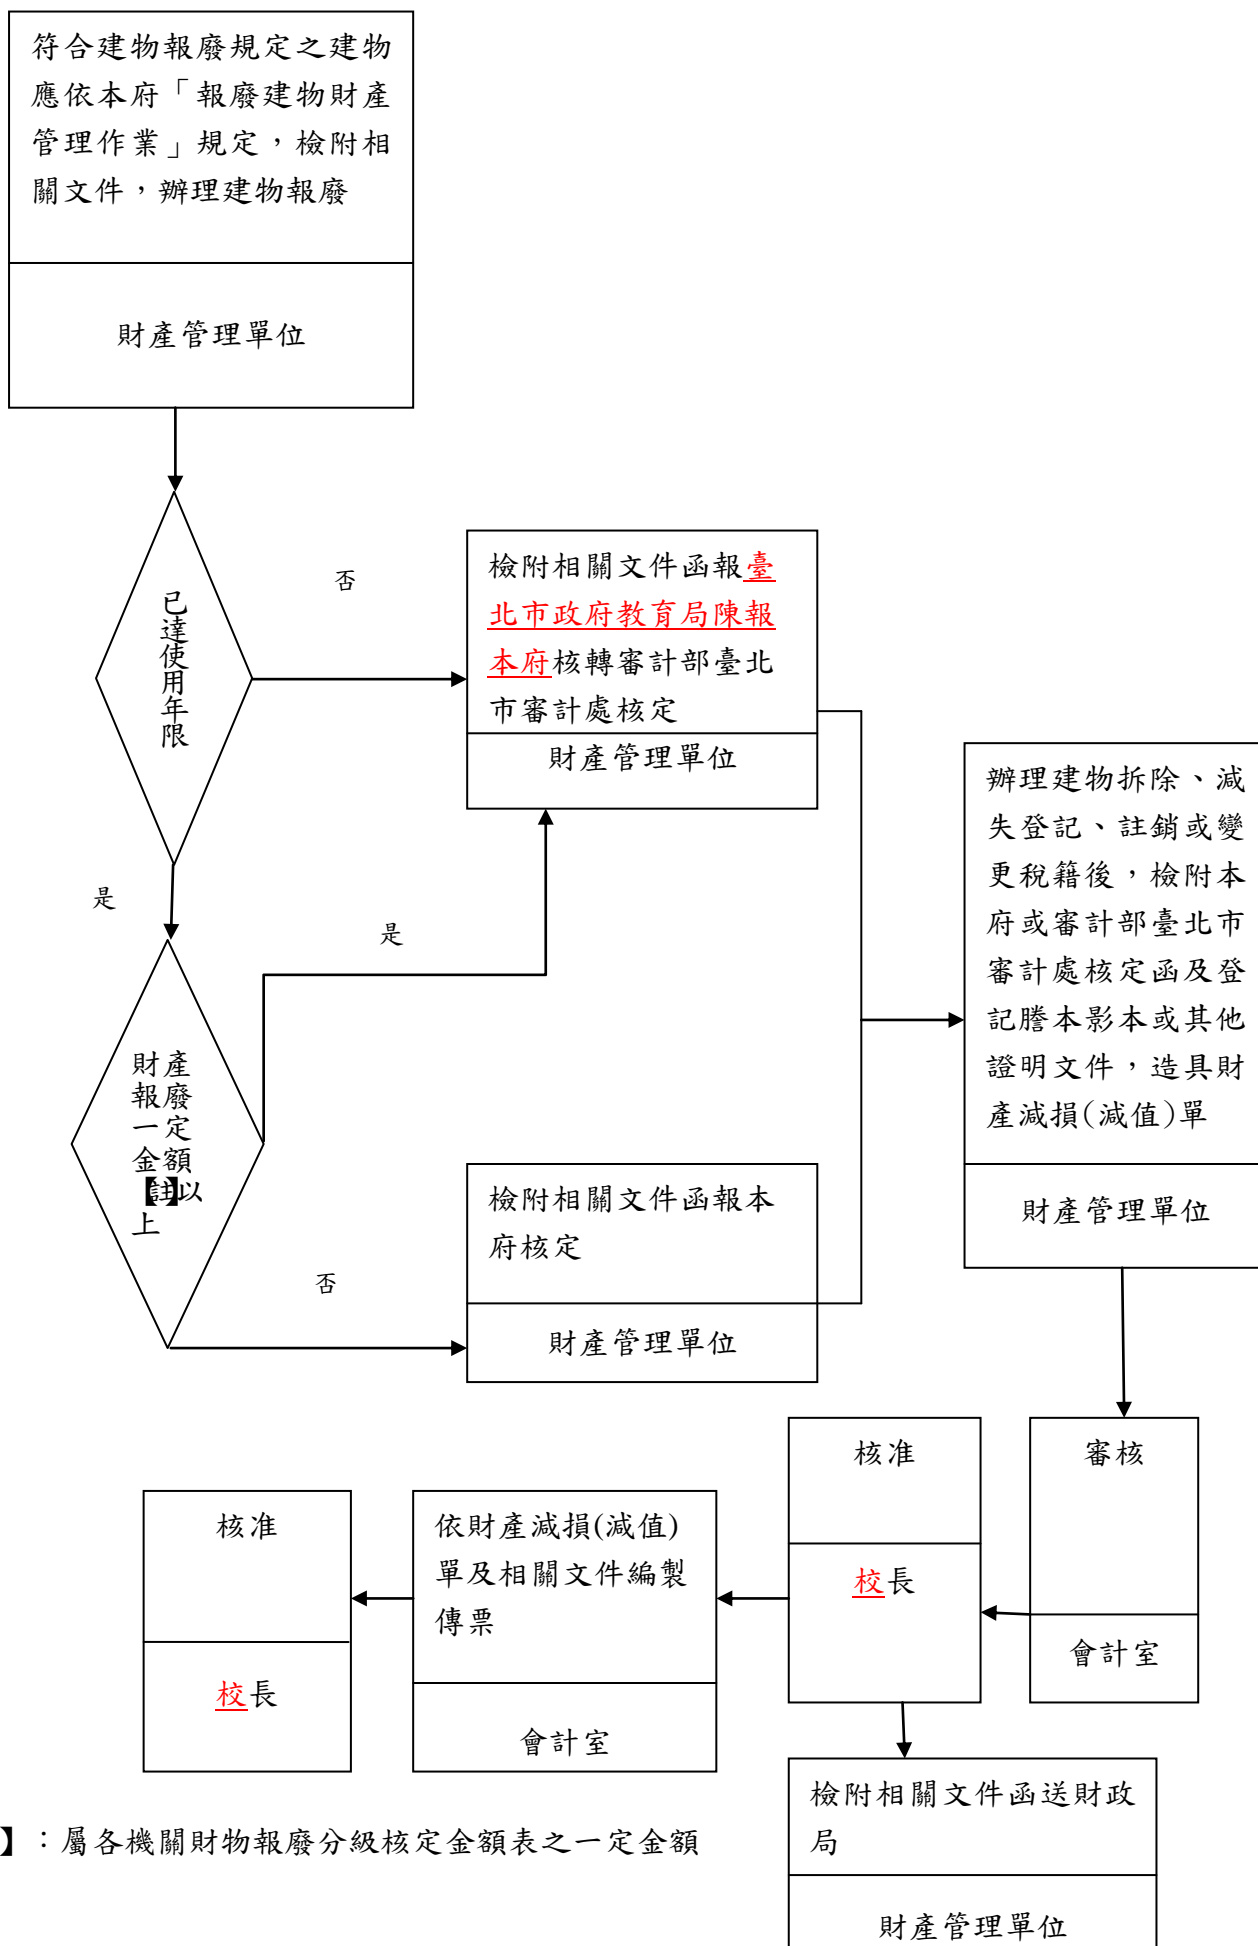 符合建物報廢規定之建物
應依本府「報廢建物財產
管理作業」規定，檢附相
關文件，辦理建物報廢
財產管理單位
已達使用年限
否
是
檢附相關文件函報臺
北市政府教育局陳報
本府核轉審計部臺北
市審計處核定
財產管理單位
財產
報廢
一定
金額
【註】以
上
是
否
檢附相關文件函報本
府核定
財產管理單位
辦理建物拆除、滅
失登記、註銷或變
更稅籍後，檢附本
府或審計部臺北市
審計處核定函及登
記謄本影本或其他
證明文件，造具財
產減損(減值)單
財產管理單位
審核
會計室
核准
校長
依財產減損(減值)
單及相關文件編製
傳票
會計室
核准
校長
檢附相關文件函送財政
局
財產管理單位
】：屬各機關財物報廢分級核定金額表之一定金額